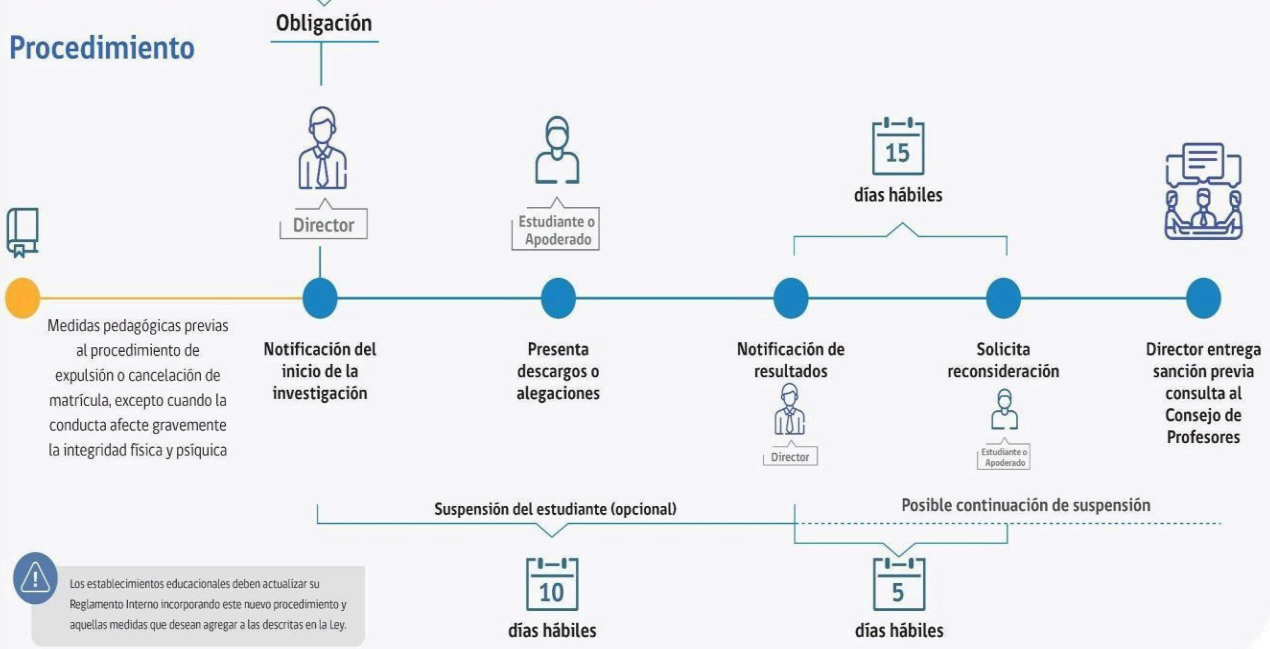 Obligación
Procedimiento
15
días hábiles
Director
Estudiante o
Apoderado
Medidas pedagógicas previas
al procedimiento de
expulsión o cancelación de
matrícula, excepto cuando la
conducta afecte gravemente
la integridad física y psíquica
Notificación del
inicio de la
investigación
Presenta
descargos o
alegaciones
Notificación de
resultados
Director
Solicita
reconsideración
Estudiante o
Apoderado
Director entrega
sanción previa
consulta al
Consejo de
Profesores
Suspensión del estudiante (opcional)
Posible continuación de suspensión
10
días hábiles
5
días hábiles
Los establecimientos educacionales deben actualizar su
Reglamento Interno incorporando este nuevo procedimiento y
aquellas medidas que desean agregar a las descritas en la Ley.